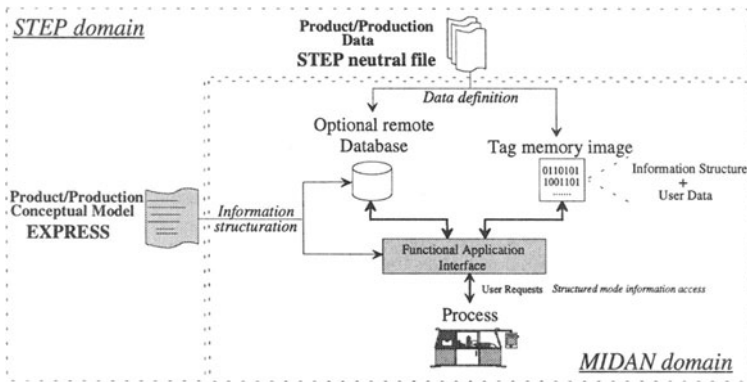 STEP domain
Product/Production
Data
STEP neutral file
Data definition
Optional remote
Database
Tag memory image
0110101
1001101
.......
Information Structure
+
User Data
Product/Production
Conceptual Model
EXPRESS
Information
structuration
Functional Application
Interface
User Requests
Structured mode information access
Process
MIDAN domain